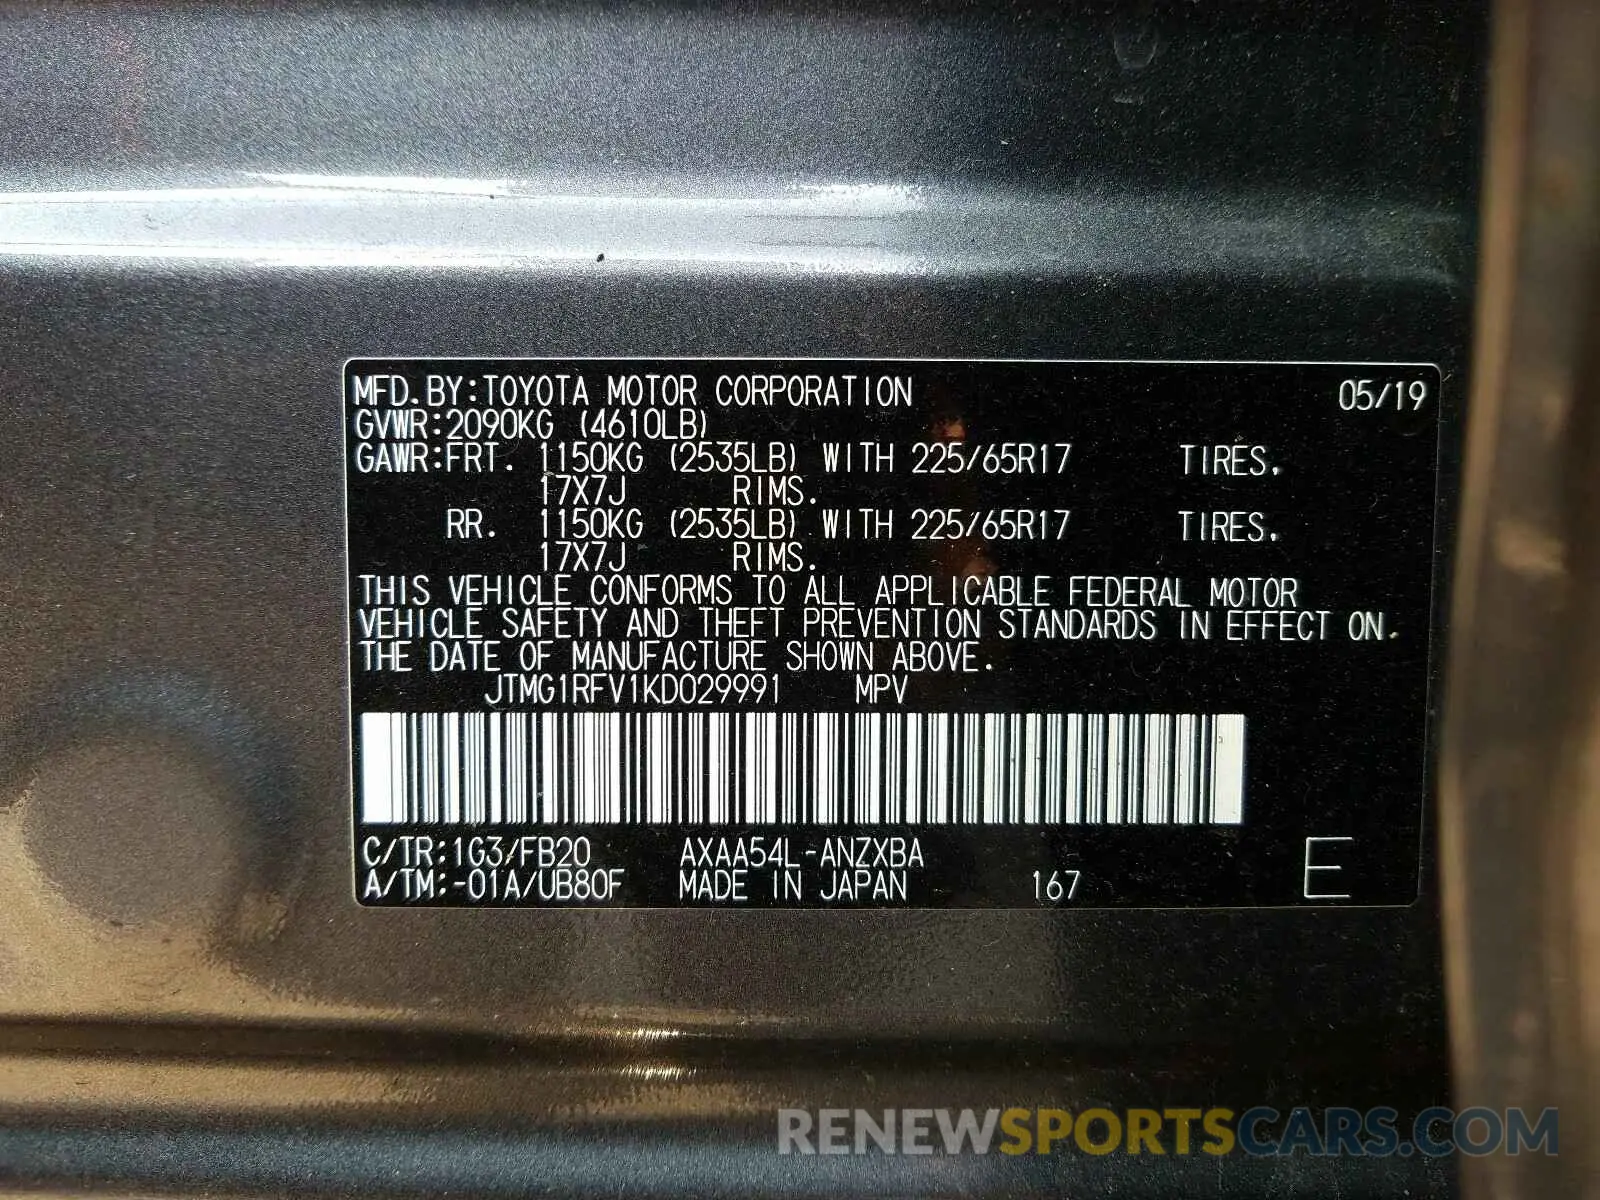 MFD.BY:TOYOTA MOTOR CORPORATION 05/19
GVWR:2090KG (4610LB)
GAWR:FRT. 1150KG (2535LB) WITH 225/65R17 TIRES,
17X7J RIMS.
RR. 1150KG (2535LB) WITH 225/65R17 TIRES,
17X7J RIMS.
THIS VEHICLE CONFORMS TO ALL APPLICABLE FEDERAL MOTOR
VEHICLE SAFETY AND THEFT PREVENTION STANDARDS IN EFFECT ON
THE DATE OF MANUFACTURE SHOWN ABOVE.
JTMG1RFV1KD029991 MPV
C/TR:1G3/FB20 AXAA54L-ANZXBA
A/TM:-01A/UB80F MADE IN JAPAN 167 E
RENEWSPORTSCARS.COM